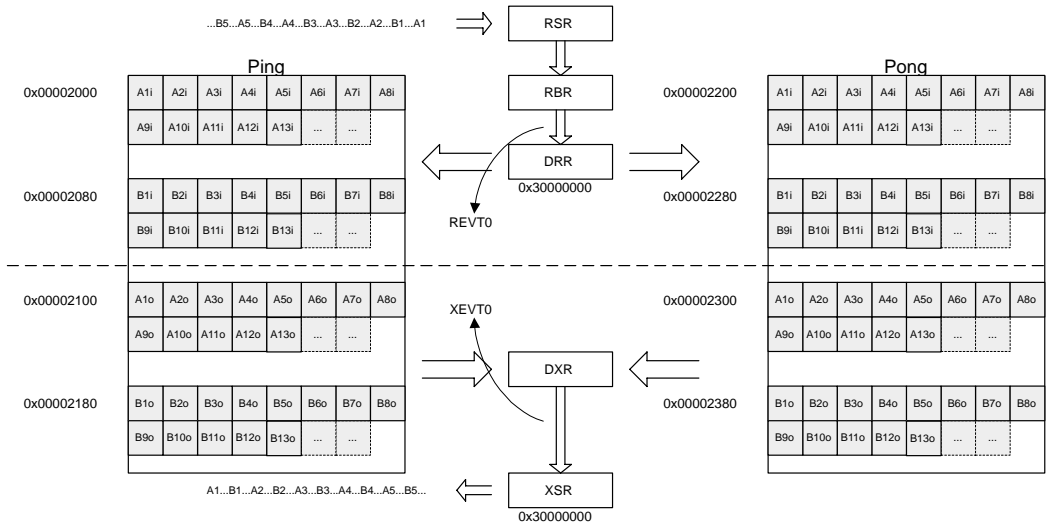 ...B5...A5...B4...A4...B3...A3...B2...A2...B1...A1
RSR
Ping
Pong
0x00002000 A1i A2i A3i A4i A5i A6i A7i A8i
RBR
0x00002200 A1i A2i A3i A4i A5i A6i A7i A8i
A9i A10i A11i A12i A13i ... ...
A9i A10i A11i A12i A13i ... ...
DRR
0x30000000
0x00002080 B1i B2i B3i B4i B5i B6i B7i B8i
0x00002280 B1i B2i B3i B4i B5i B6i B7i B8i
REVT0
B9i B10i B11i B12i B13i ... ...
B9i B10i B11i B12i B13i ... ...
0x00002100 A1o A2o A3o A4o A5o A6o A7o A8o
0x00002300 A1o A2o A3o A4o A5o A6o A7o A8o
XEVT0
A9o A10o A11o A12o A13o ... ...
A9o A10o A11o A12o A13o ... ...
DXR
0x00002180 B1o B2o B3o B4o B5o B6o B7o B8o
0x00002380 B1o B2o B3o B4o B5o B6o B7o B8o
B9o B10o B11o B12o B13o ... ...
B9o B10o B11o B12o B13o ... ...
A1...B1...A2...B2...A3...B3...A4...B4...A5...B5...
XSR
0x30000000